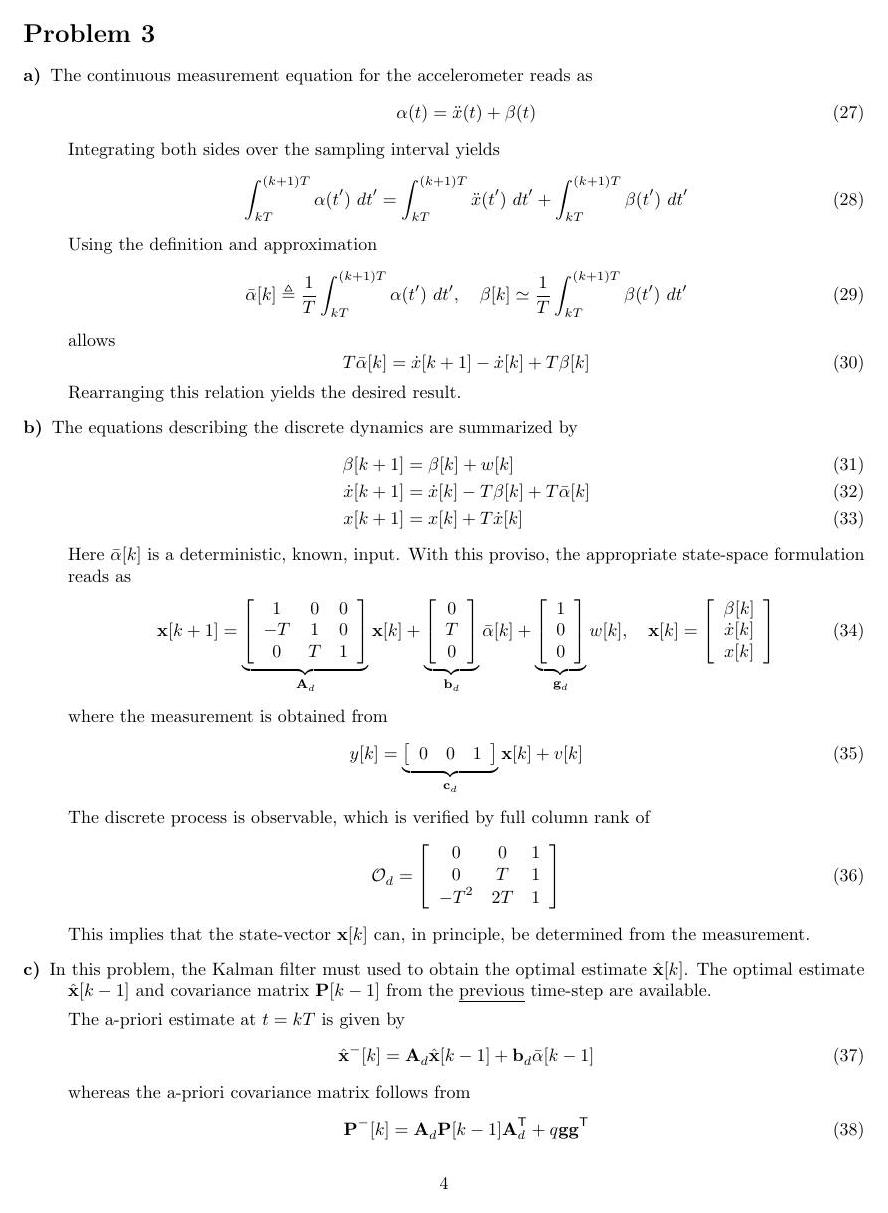 Problem 3
a) The continuous measurement equation for the accelerometer reads as
α(t) = ẍ(t) + β(t) (27)
Integrating both sides over the sampling interval yields
∫_{kT}^{(k+1)T} α(t′) dt′ = ∫_{kT}^{(k+1)T} ẍ(t′) dt′ + ∫_{kT}^{(k+1)T} β(t′) dt′ (28)
Using the definition and approximation
ᾱ[k] ≜ 1/T ∫_{kT}^{(k+1)T} α(t′) dt′, β[k] ≃ 1/T ∫_{kT}^{(k+1)T} β(t′) dt′ (29)
allows
Tᾱ[k] = ẋ[k + 1] − ẋ[k] + Tβ[k] (30)
Rearranging this relation yields the desired result.
b) The equations describing the discrete dynamics are summarized by
β[k + 1] = β[k] + w[k] (31)
ẋ[k + 1] = ẋ[k] − Tβ[k] + Tᾱ[k] (32)
x[k + 1] = x[k] + Tẋ[k] (33)
Here ᾱ[k] is a deterministic, known, input. With this proviso, the appropriate state-space formulation
reads as
x[k + 1] = [1 0 0; −T 1 0; 0 T 1] x[k] + [0; T; 0] ᾱ[k] + [1; 0; 0] w[k], x[k] = [β[k]; ẋ[k]; x[k]] (34)
A_d b_d g_d
where the measurement is obtained from
y[k] = [ 0 0 1 ] x[k] + v[k] (35)
c_d
The discrete process is observable, which is verified by full column rank of
O_d = [0 0 1; 0 T 1; −T² 2T 1] (36)
This implies that the state-vector x[k] can, in principle, be determined from the measurement.
c) In this problem, the Kalman filter must used to obtain the optimal estimate x̂[k]. The optimal estimate
x̂[k − 1] and covariance matrix P[k − 1] from the previous time-step are available.
The a-priori estimate at t = kT is given by
x̂⁻[k] = A_d x̂[k − 1] + b_d ᾱ[k − 1] (37)
whereas the a-priori covariance matrix follows from
P⁻[k] = A_d P[k − 1]A_d^T + qgg^T (38)
4